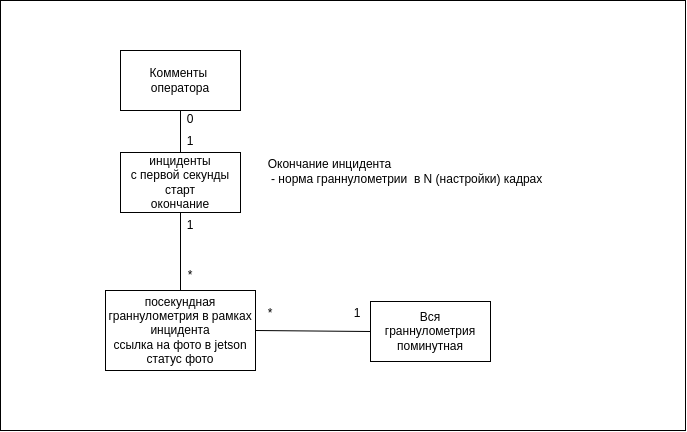 Комменты
оператора
0
1
инциденты
с первой секунды
старт
окончание
Окончание инцидента
- норма граннулометрии в N (настройки) кадрах
1
*
посекундная
граннулометрия в рамках
инцидента
ссылка на фото в jetson
статус фото
*
1
Вся
граннулометрия
поминутная